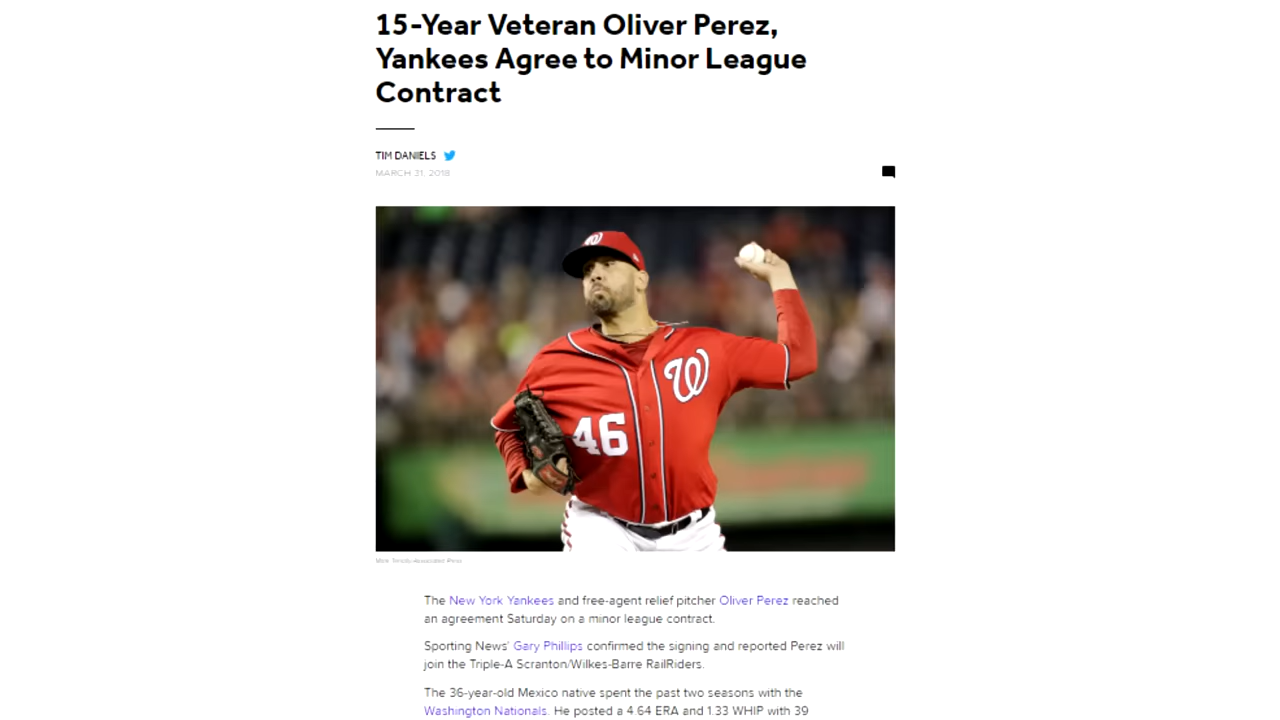 15-Year Veteran Oliver Perez,
Yankees Agree to Minor League
Contract
TIM DANIELS
MARCH 31, 2018
W
W
46
The New York Yankees and free-agent relief pitcher Oliver Perez reached
an agreement Saturday on a minor league contract.
Sporting News' Gary Phillips confirmed the signing and reported Perez will
join the Triple-A Scranton/Wilkes-Barre RailRiders.
The 36-year-old Mexico native spent the past two seasons with the
Washington Nationals. He posted a 4.64 ERA and 1.33 WHIP with 39